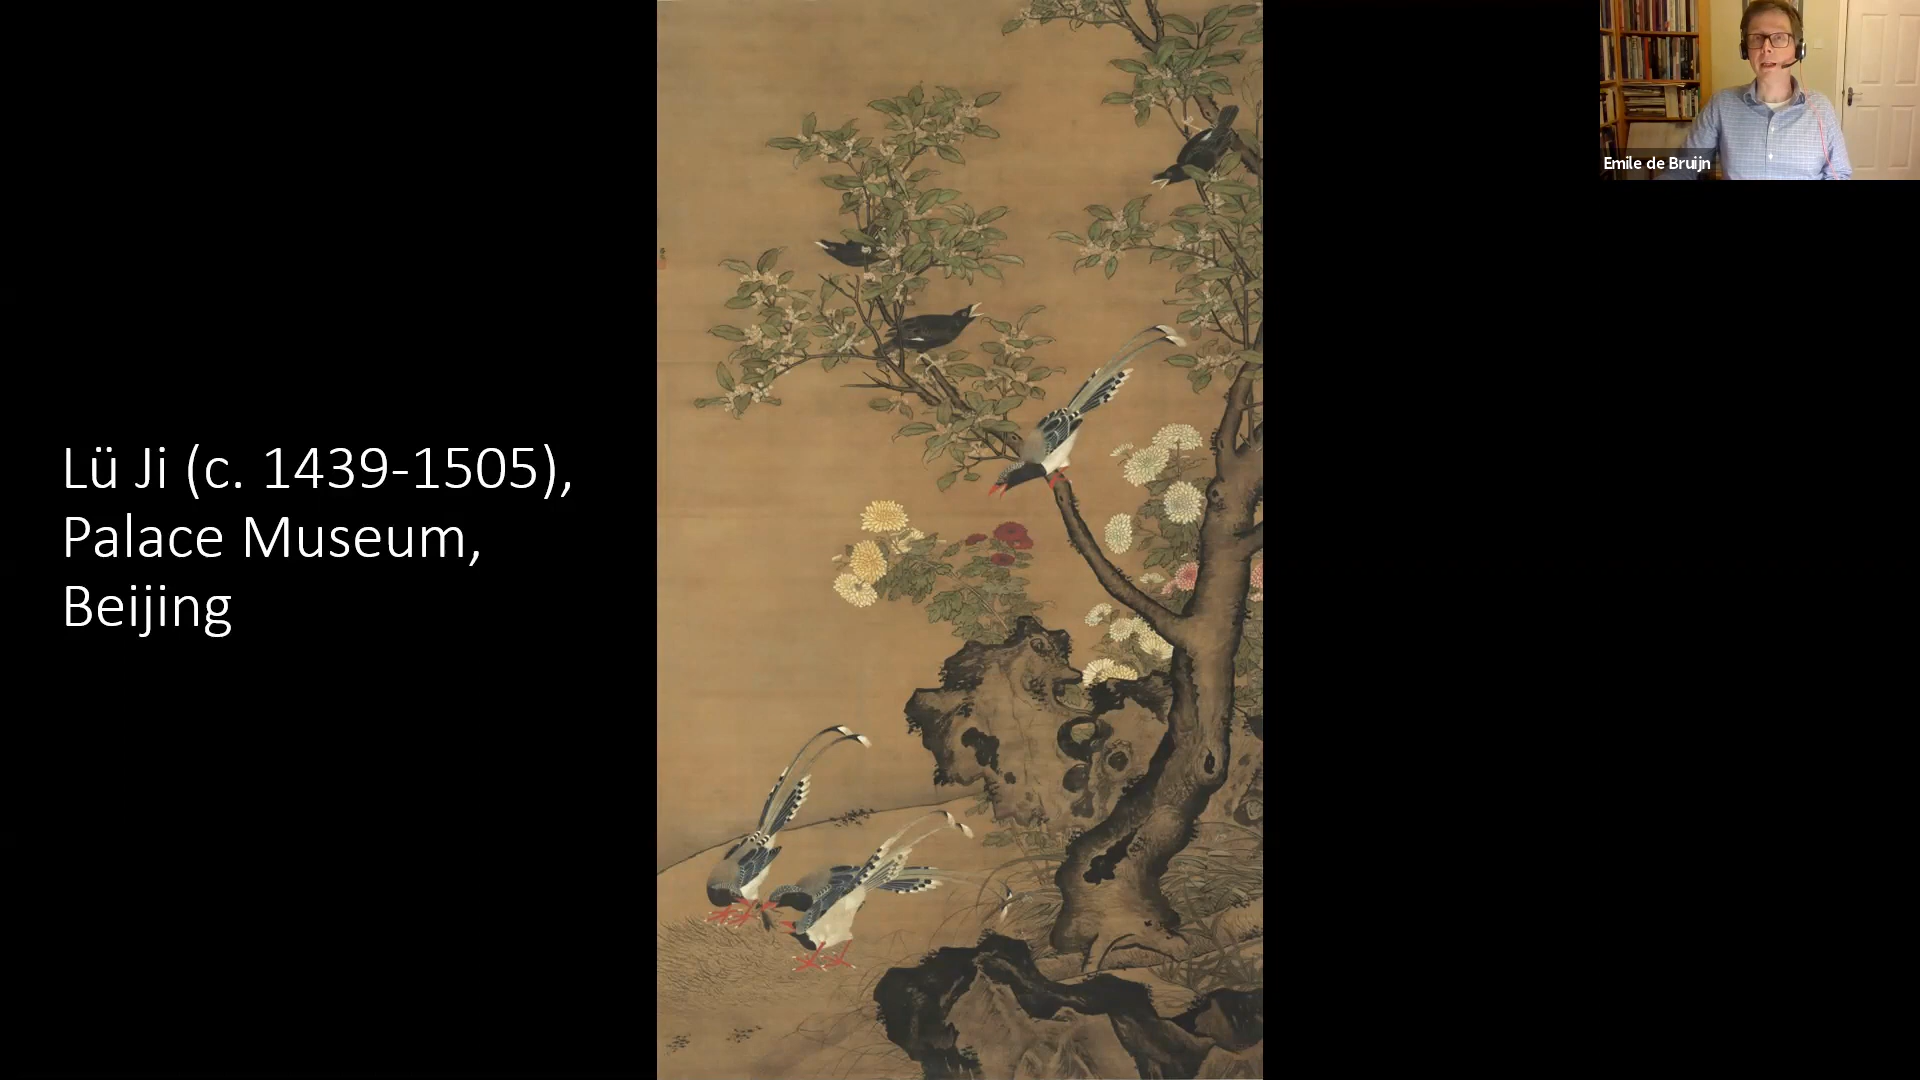 Lü Ji (c. 1439-1505),
Palace Museum,
Beijing
Emile de Bruijn